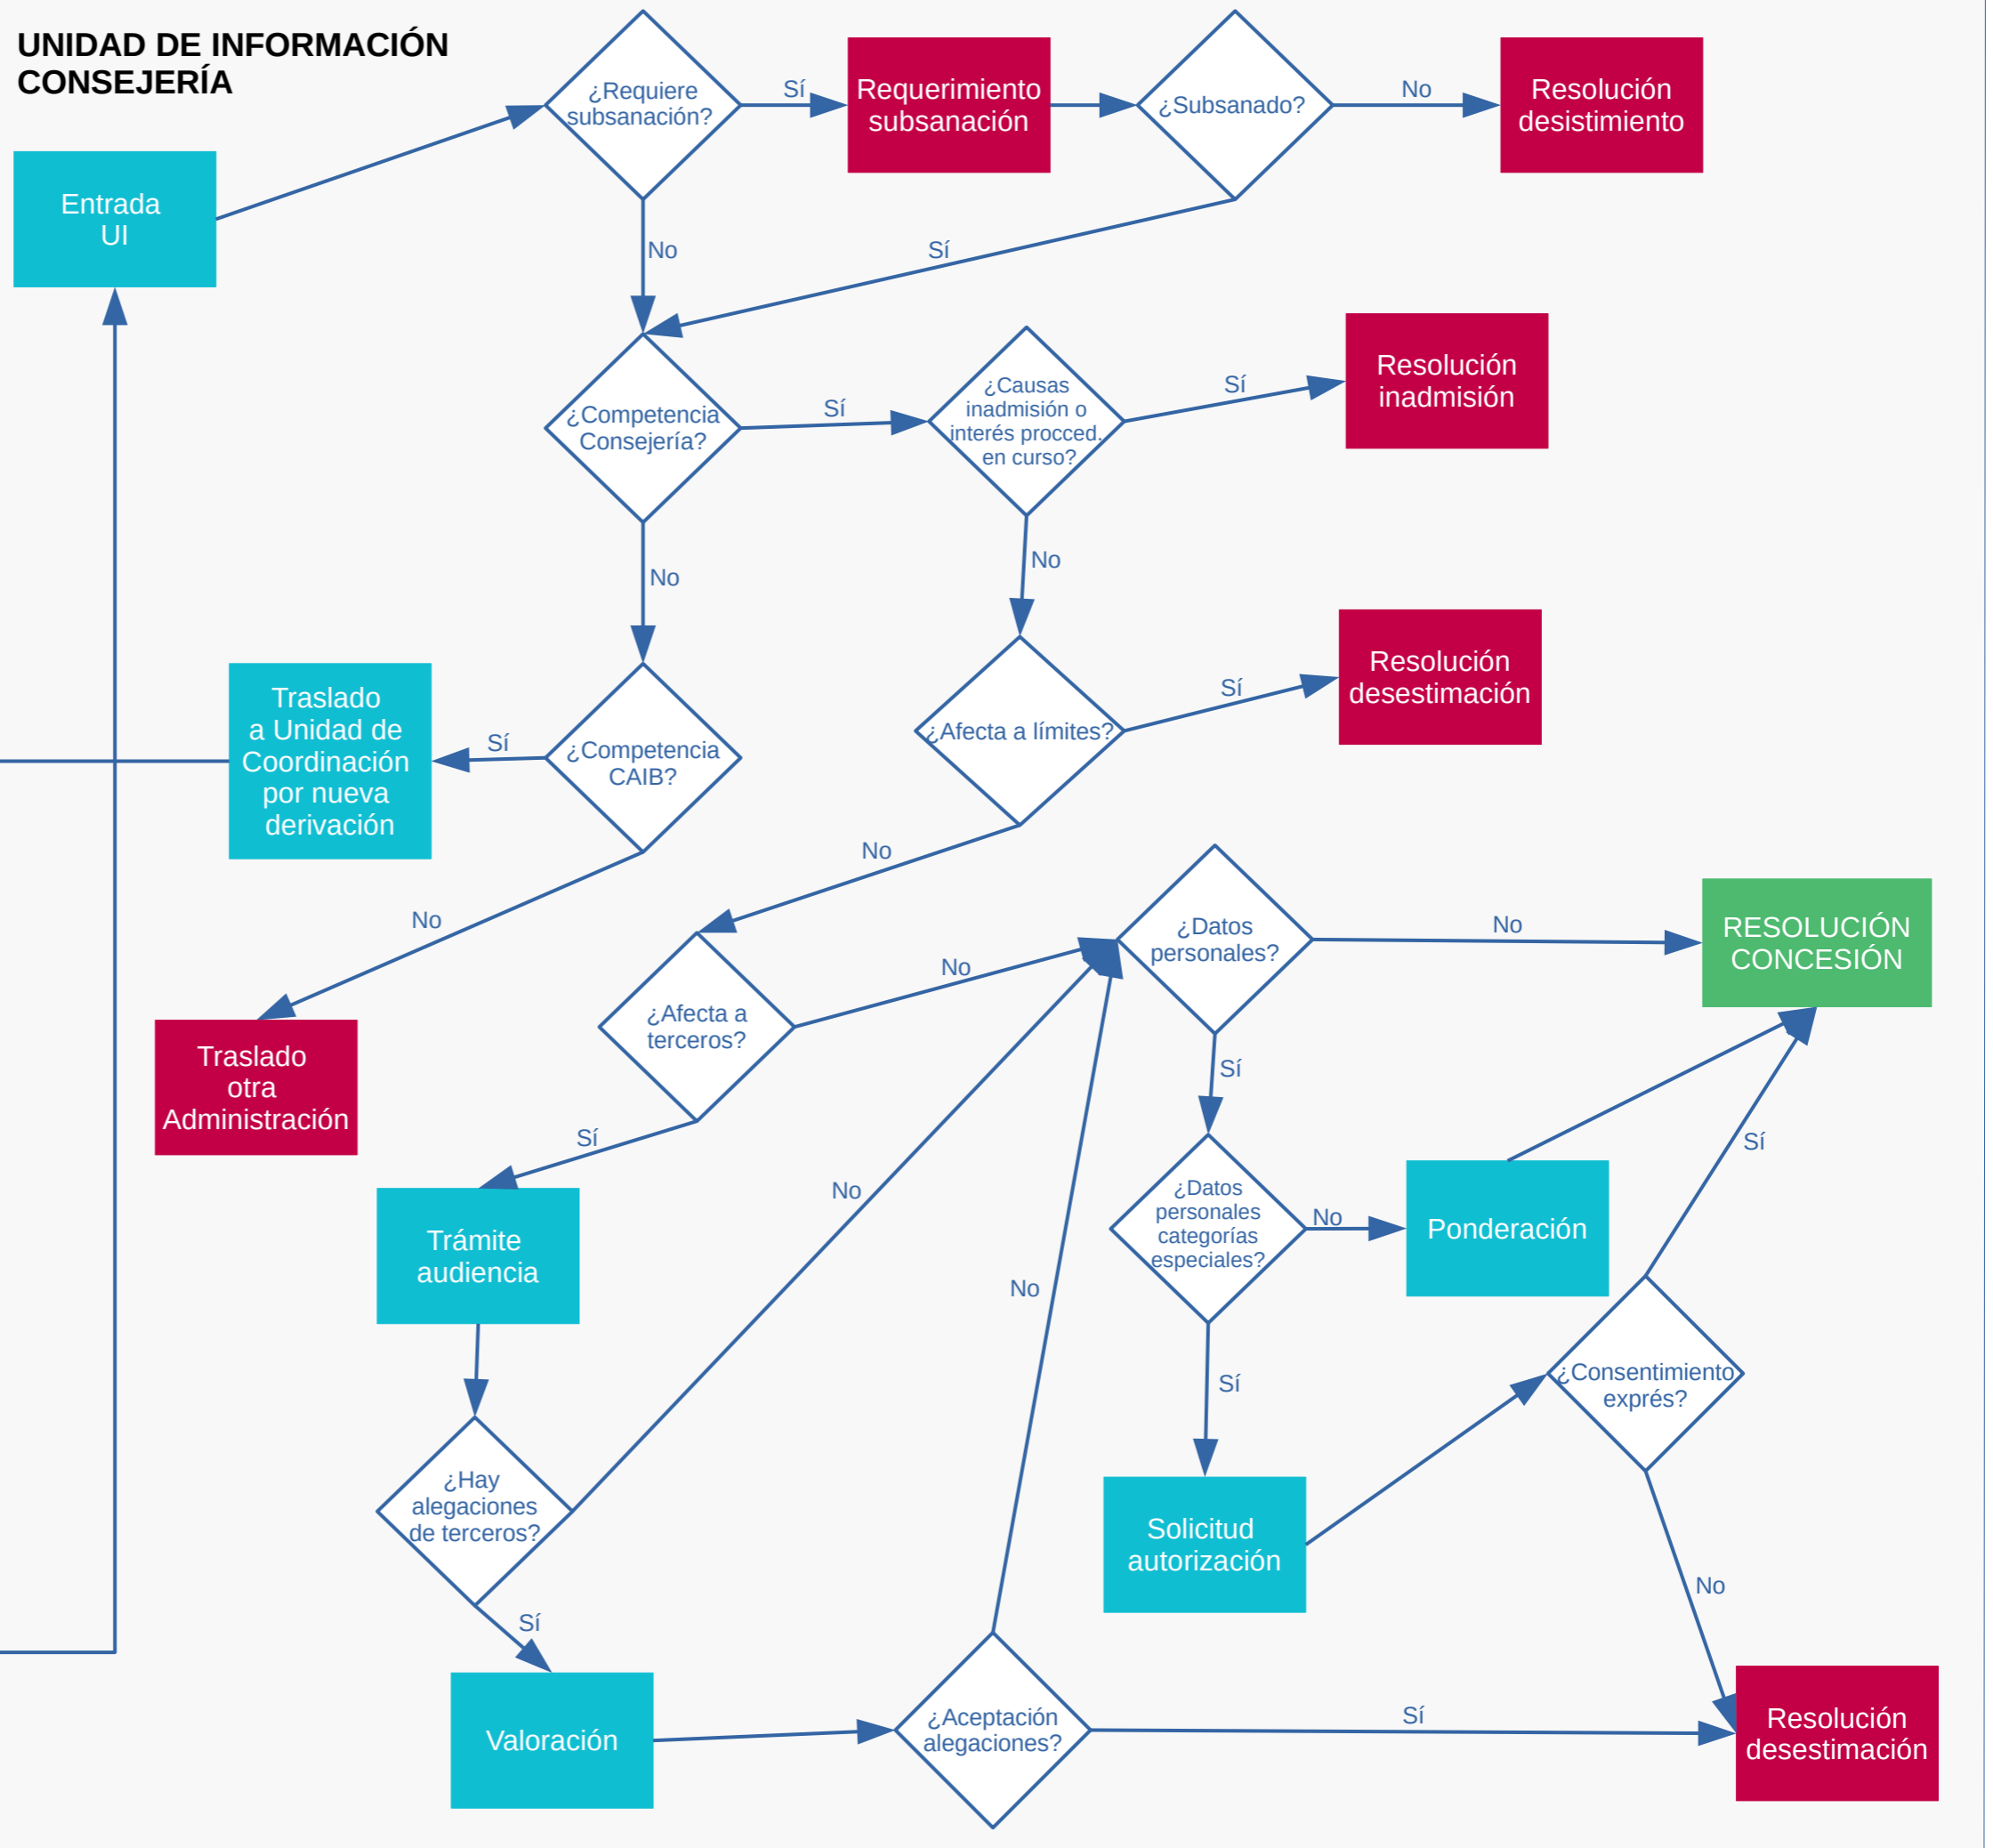 UNIDAD DE INFORMACIÓN
CONSEJERÍA
¿Requiere
subsanación?
Sí
Requerimiento
subsanación
¿Subsanado?
No
Resolución
desistimiento
Entrada
UI
No
Sí
¿Competencia
Consejería?
Sí
¿Causas
inadmisión o
interés procced.
en curso?
Sí
Resolución
inadmisión
No
No
Traslado
a Unidad de
Coordinación
por nueva
derivación
Sí
¿Competencia
CAIB?
¿Afecta a límites?
Sí
Resolución
desestimación
No
No
Traslado
otra
Administración
¿Afecta a
terceros?
No
¿Datos
personales?
No
RESOLUCIÓN
CONCESIÓN
Sí
Sí
Trámite
audiencia
No
No
¿Datos
personales
categorías
especiales?
No
Ponderación
Sí
Sí
¿Consentimiento
exprés?
¿Hay
alegaciones
de terceros?
Solicitud
autorización
No
Sí
Valoración
¿Aceptación
alegaciones?
Sí
Resolución
desestimación